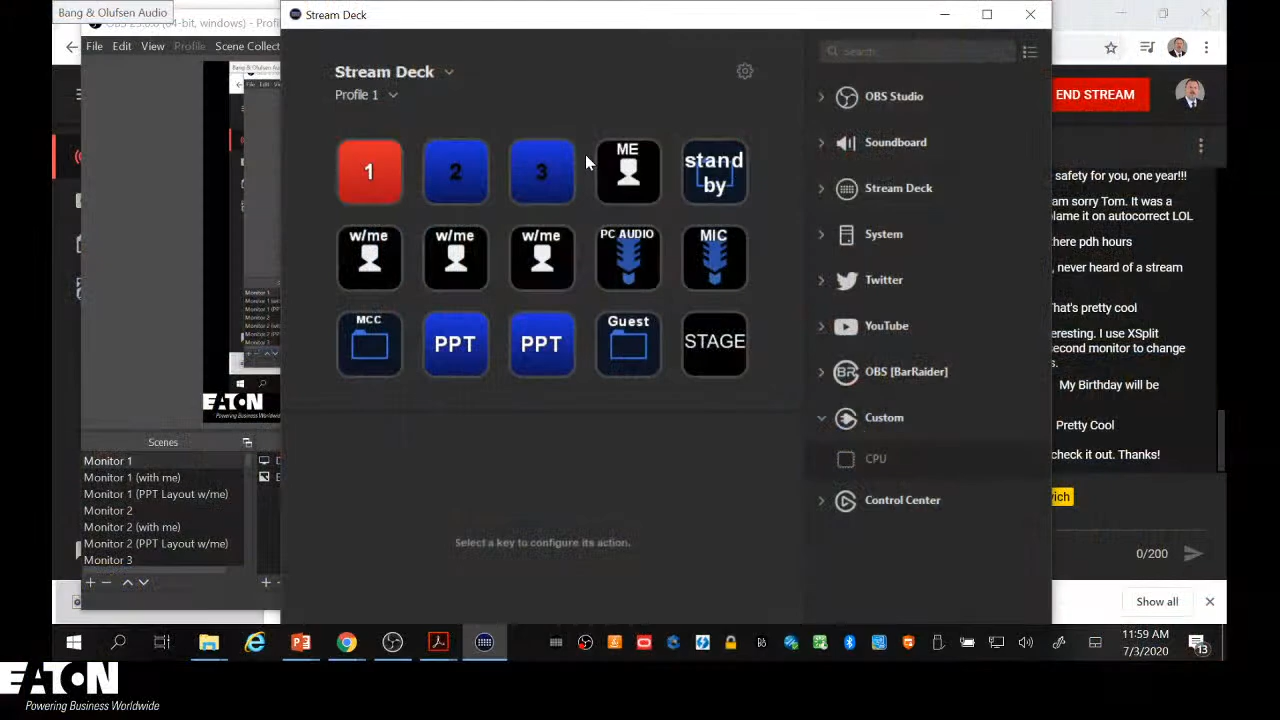 Bang & Olufsen Audio
(64-bit, windows) - Profil
File Edit View Profile Scene Collect
Stream Deck
Stream Deck
Profile 1
1
2
3
ME
stand
by
w/me
w/me
w/me
PC AUDIO
MIC
MCC
PPT
PPT
Guest
STAGE
Select a key to configure its action.
Search
OBS Studio
Soundboard
Stream Deck
System
Twitter
YouTube
OBS [BarRaider]
Custom
CPU
Control Center
END STREAM
safety for you, one year!!!
am sorry Tom. It was a
lame it on autocorrect LOL
here pdh hours
, never heard of a stream
hat's pretty cool
eresting. I use XSplit
econd monitor to change
s.
My Birthday will be
Pretty Cool
check it out. Thanks!
vich
0/200
Show all
EATON
Powering Business Worldwide
Scenes
Monitor 1
Monitor 1 (with me)
Monitor 1 (PPT Layout w/me)
Monitor 2
Monitor 2 (with me)
Monitor 2 (PPT Layout w/me)
Monitor 3
11:59 AM
7/3/2020
13
EATON
Powering Business Worldwide